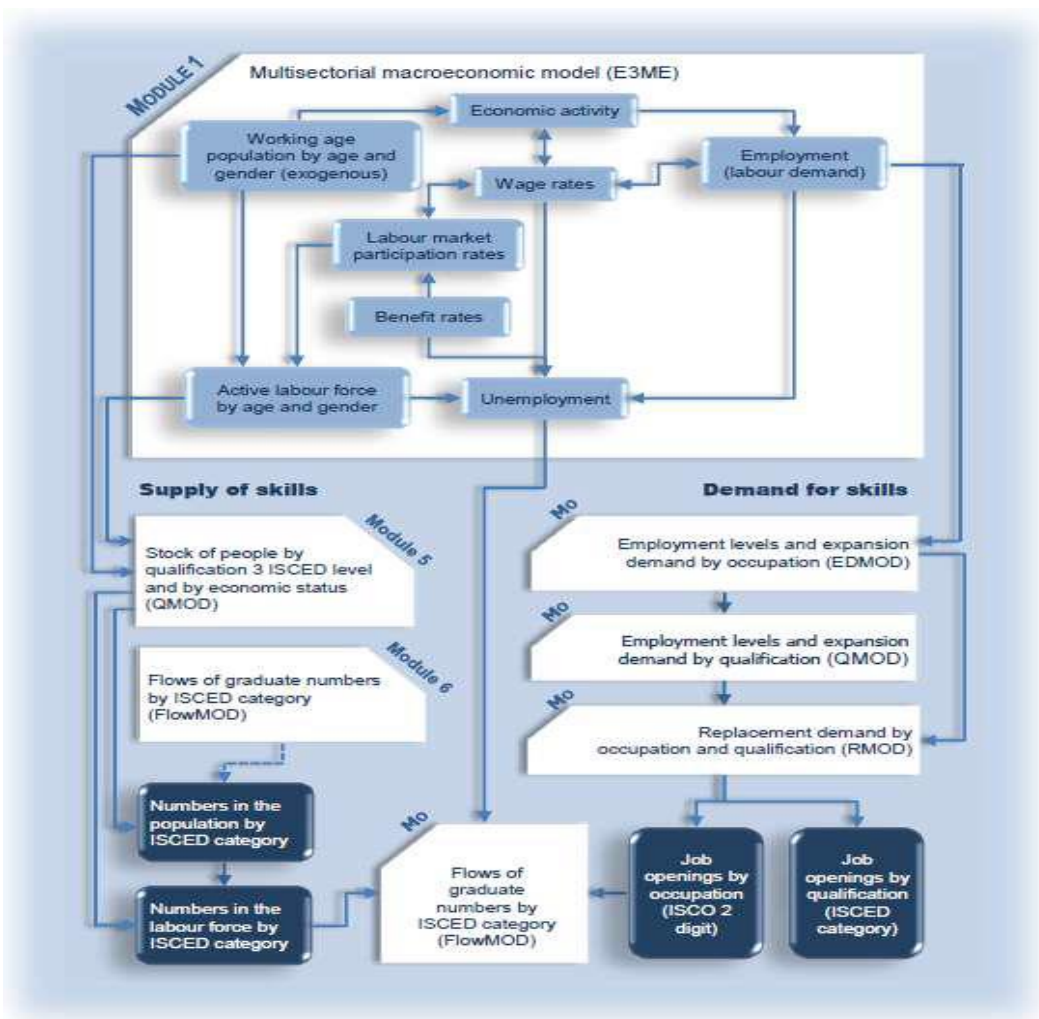 MODULE 1
Multisectorial macroeconomic model (E3ME)
Economic activity
Working age
population by age and
gender (exogenous)
Employment
(labour demand)
Wage rates
Labour market
participation rates
Benefit rates
Active labour force
by age and gender
Unemployment
Supply of skills
Demand for skills
Module 5
Stock of people by
qualification 3 ISCED level
and by economic status
(QMOD)
Mo
Employment levels and expansion
demand by occupation (EDMOD)
Mo
Employment levels and expansion
demand by qualification (QMOD)
Module 6
Flows of graduate numbers
by ISCED category
(FlowMOD)
Mo
Replacement demand by
occupation and qualification (RMOD)
Numbers in the
population by
ISCED category
Numbers in the
labour force by
ISCED category
Mo
Flows of
graduate
numbers by
ISCED category
(FlowMOD)
Job
openings by
occupation
(ISCO 2
digit)
Job
openings by
qualification
(ISCED
category)